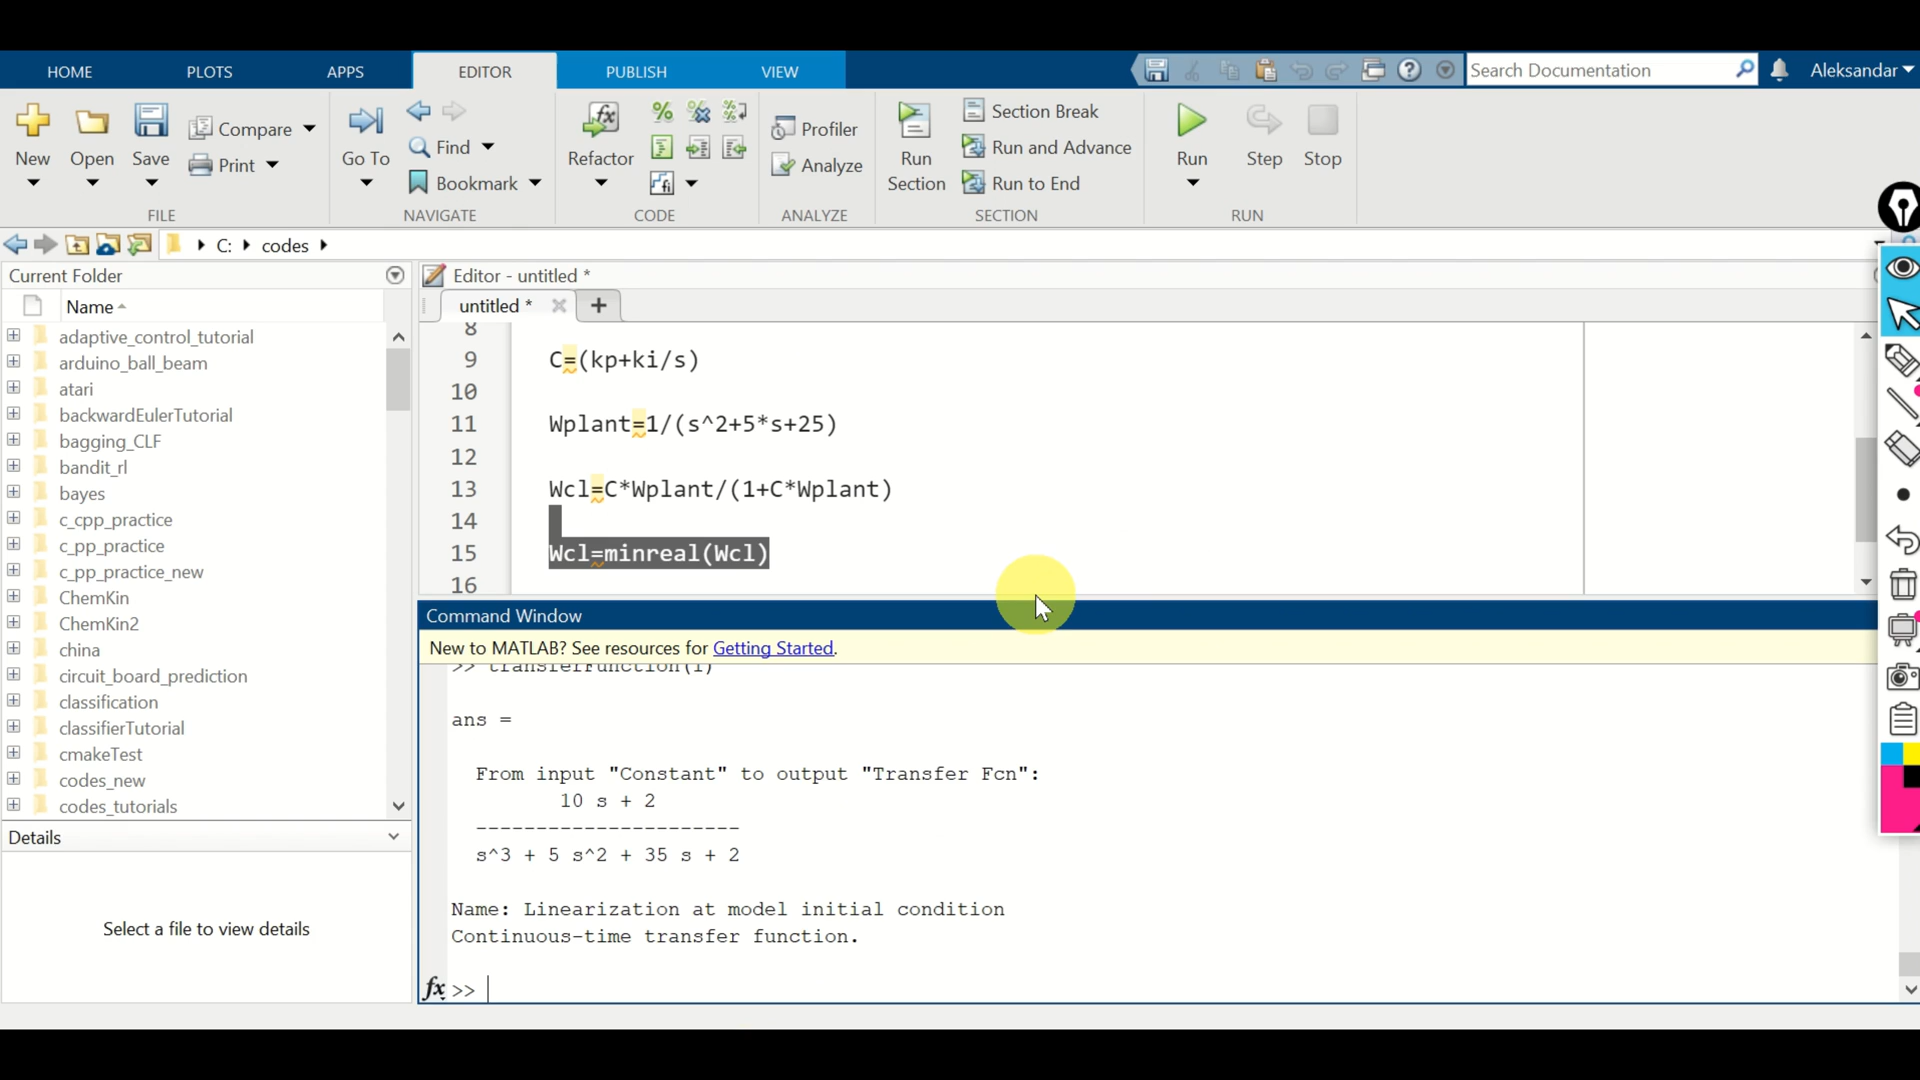 HOME PLOTS APPS EDITOR PUBLISH VIEW Search Documentation Aleksandar
New Open Save Compare Print Go To Find Bookmark Refactor Profiler Analyze Run Section Section Break Run and Advance Run to End Run Step Stop
FILE NAVIGATE CODE ANALYZE SECTION RUN
C: codes
Current Folder
Name
adaptive_control_tutorial
arduino_ball_beam
atari
backwardEulerTutorial
bagging_CLF
bandit_rl
bayes
c_cpp_practice
c_pp_practice
c_pp_practice_new
ChemKin
ChemKin2
china
circuit_board_prediction
classification
classifierTutorial
cmakeTest
codes_new
codes_tutorials
Details
Select a file to view details
Editor - untitled *
untitled *
8
9 C=(kp+ki/s)
10
11 Wplant=1/(s^2+5*s+25)
12
13 Wcl=C*Wplant/(1+C*Wplant)
14
15 Wcl=minreal(Wcl)
16
Command Window
New to MATLAB? See resources for Getting Started.
>> transferFunction(1)
ans =
From input "Constant" to output "Transfer Fcn":
10 s + 2
----------------------
s^3 + 5 s^2 + 35 s + 2
Name: Linearization at model initial condition
Continuous-time transfer function.
fx >>